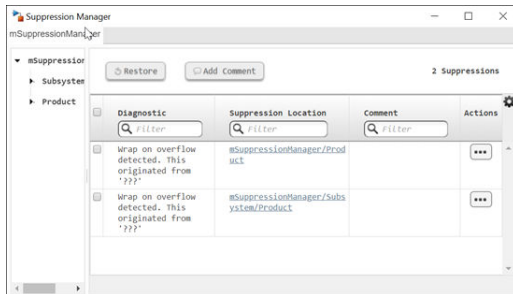 Suppression Manager
mSuppressionManager
mSuppression
Subsystem
Product
Restore
Add Comment
2 Suppressions
Diagnostic
Suppression Location
Comment
Actions
Filter
Filter
Filter
Wrap on overflow
detected. This
originated from
'???'
mSuppressionManager/Prod
uct
Wrap on overflow
detected. This
originated from
'???'
mSuppressionManager/Subs
ystem/Product